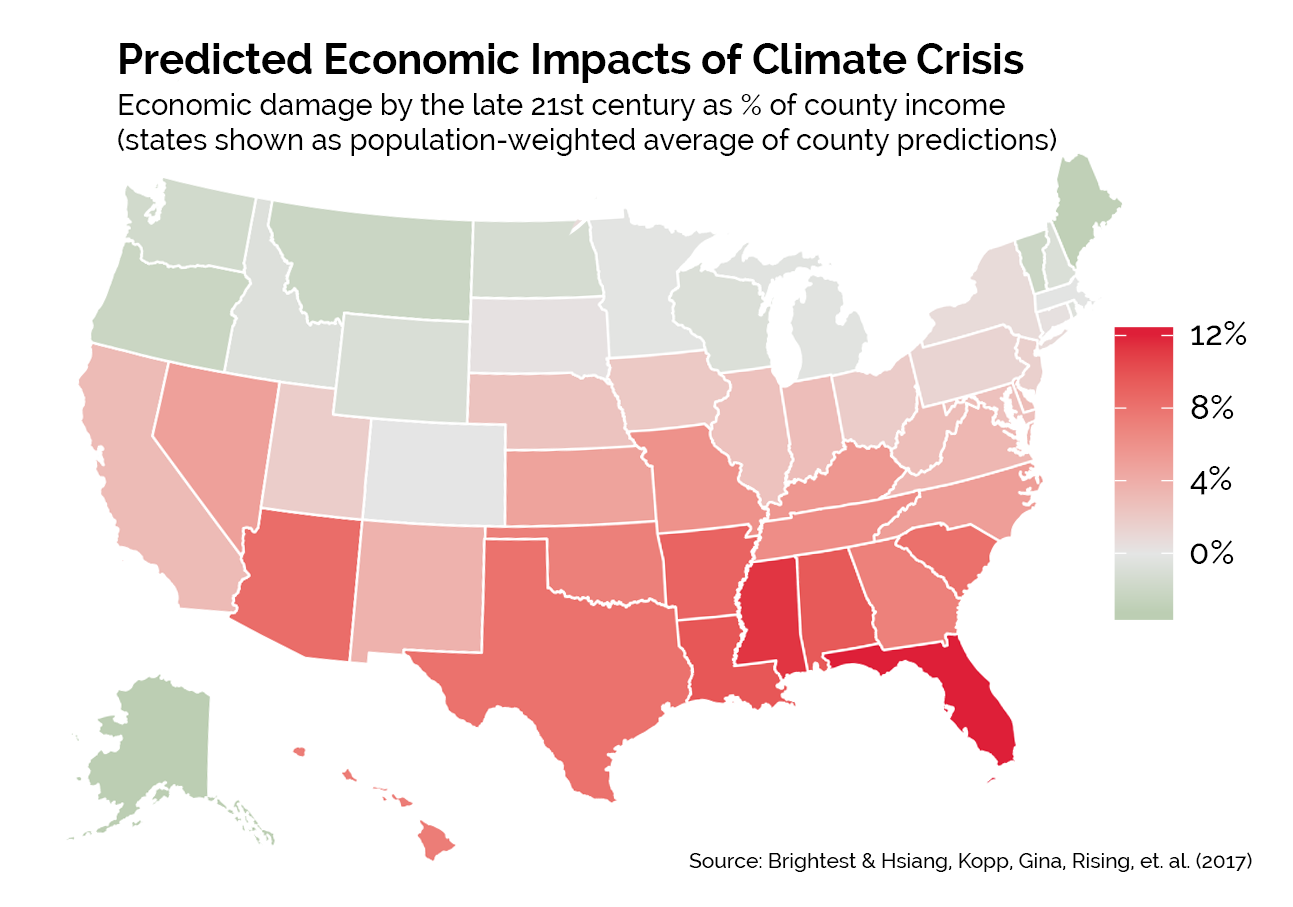 Predicted Economic Impacts of Climate Crisis
Economic damage by the late 21st century as % of county income
(states shown as population-weighted average of county predictions)
12%
8%
4%
0%
Source: Brightest & Hsiang, Kopp, Gina, Rising, et. al. (2017)